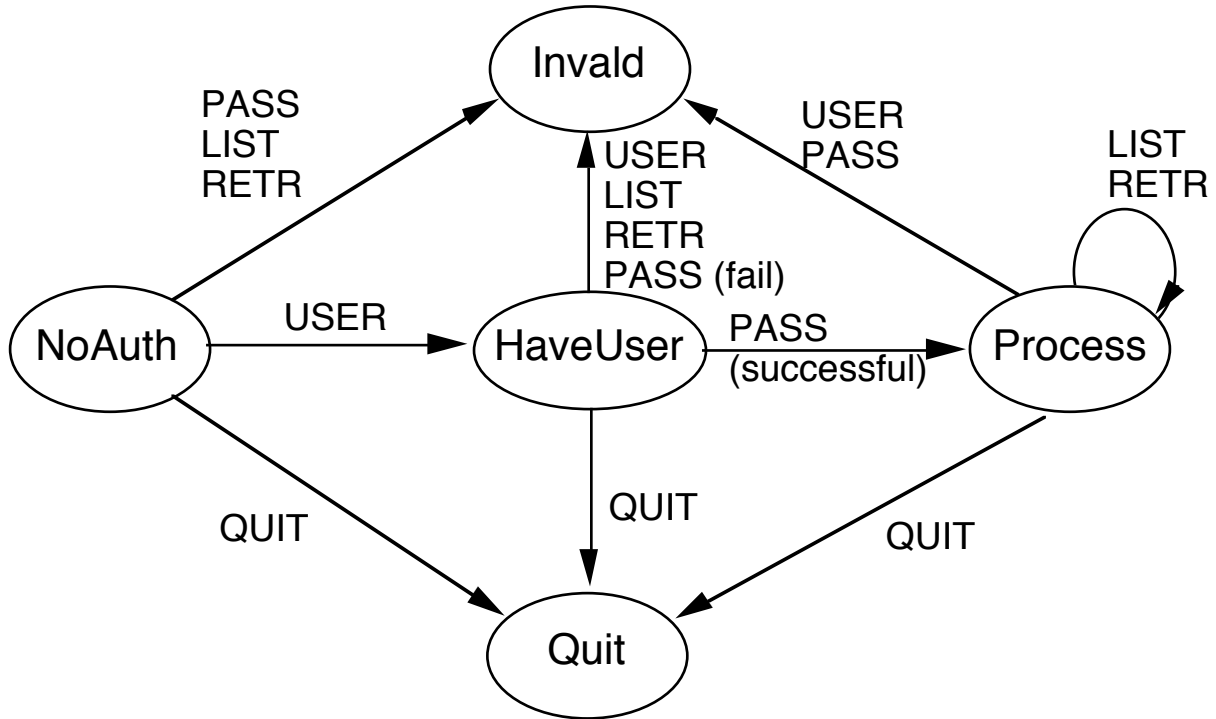 Invald
PASS
LIST
RETR
USER
PASS
LIST
RETR
USER
LIST
RETR
PASS (fail)
NoAuth
USER
HaveUser
PASS
(successful)
Process
QUIT
QUIT
QUIT
Quit